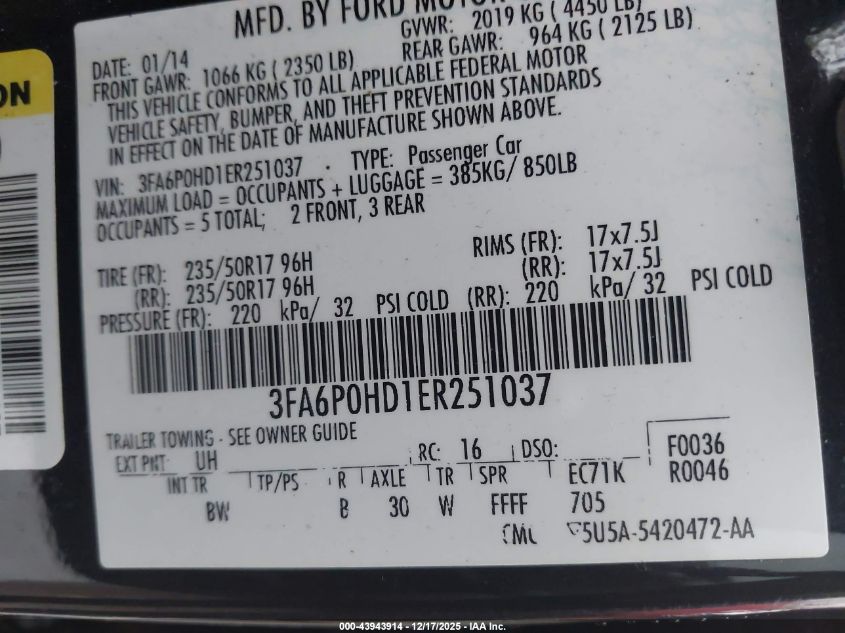 ON
MFD. BY FORD MOTOR
DATE: 01/14 GVWR: 2019 KG ( 4450 LB)
FRONT GAWR: 1066 KG ( 2350 LB) REAR GAWR: 964 KG ( 2125 LB)
THIS VEHICLE CONFORMS TO ALL APPLICABLE FEDERAL MOTOR
VEHICLE SAFETY, BUMPER, AND THEFT PREVENTION STANDARDS
IN EFFECT ON THE DATE OF MANUFACTURE SHOWN ABOVE.
VIN: 3FA6P0HD1ER251037 TYPE: Passenger Car
MAXIMUM LOAD = OCCUPANTS + LUGGAGE = 385KG/ 850LB
OCCUPANTS = 5 TOTAL; 2 FRONT, 3 REAR
TIRE (FR): 235/50R17 96H RIMS (FR): 17x7.5J
(RR): 235/50R17 96H (RR): 17x7.5J
PRESSURE (FR): 220 kPa/ 32 PSI COLD (RR): 220 kPa/ 32 PSI COLD
3FA6P0HD1ER251037
TRAILER TOWING - SEE OWNER GUIDE
EXT PNT: UH RC: 16 DSO: F0036
INT TR TP/PS R AXLE TR SPR EC71K R0046
BW B 30 W FFFF 705
5U5A-5420472-AA
000-43943914 - 12/17/2025 - IAA Inc.